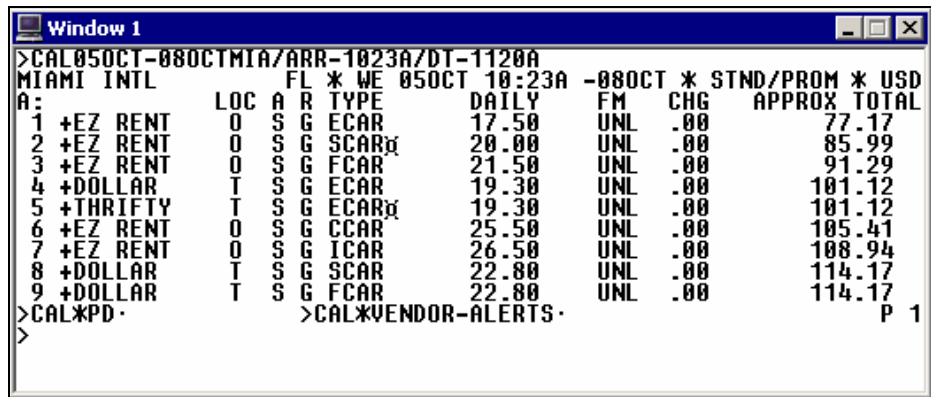 Window 1
>CAL05OCT-08OCTMIA/ARR-1023A/DT-1120A
MIAMI INTL FL * WE 05OCT 10:23A -08OCT * STND/PROM * USD
A: LOC A R TYPE DAILY FM CHG APPROX TOTAL
1 +EZ RENT O S G ECAR 17.50 UNL .00 77.17
2 +EZ RENT O S G SCAR¤ 20.00 UNL .00 85.99
3 +EZ RENT O S G FCAR 21.50 UNL .00 91.29
4 +DOLLAR T S G ECAR 19.30 UNL .00 101.12
5 +THRIFTY T S G ECAR¤ 19.30 UNL .00 101.12
6 +EZ RENT O S G CCAR 25.50 UNL .00 105.41
7 +EZ RENT O S G ICAR 26.50 UNL .00 108.94
8 +DOLLAR T S G SCAR 22.80 UNL .00 114.17
9 +DOLLAR T S G FCAR 22.80 UNL .00 114.17
>CAL*PD· >CAL*VENDOR-ALERTS· P 1
>